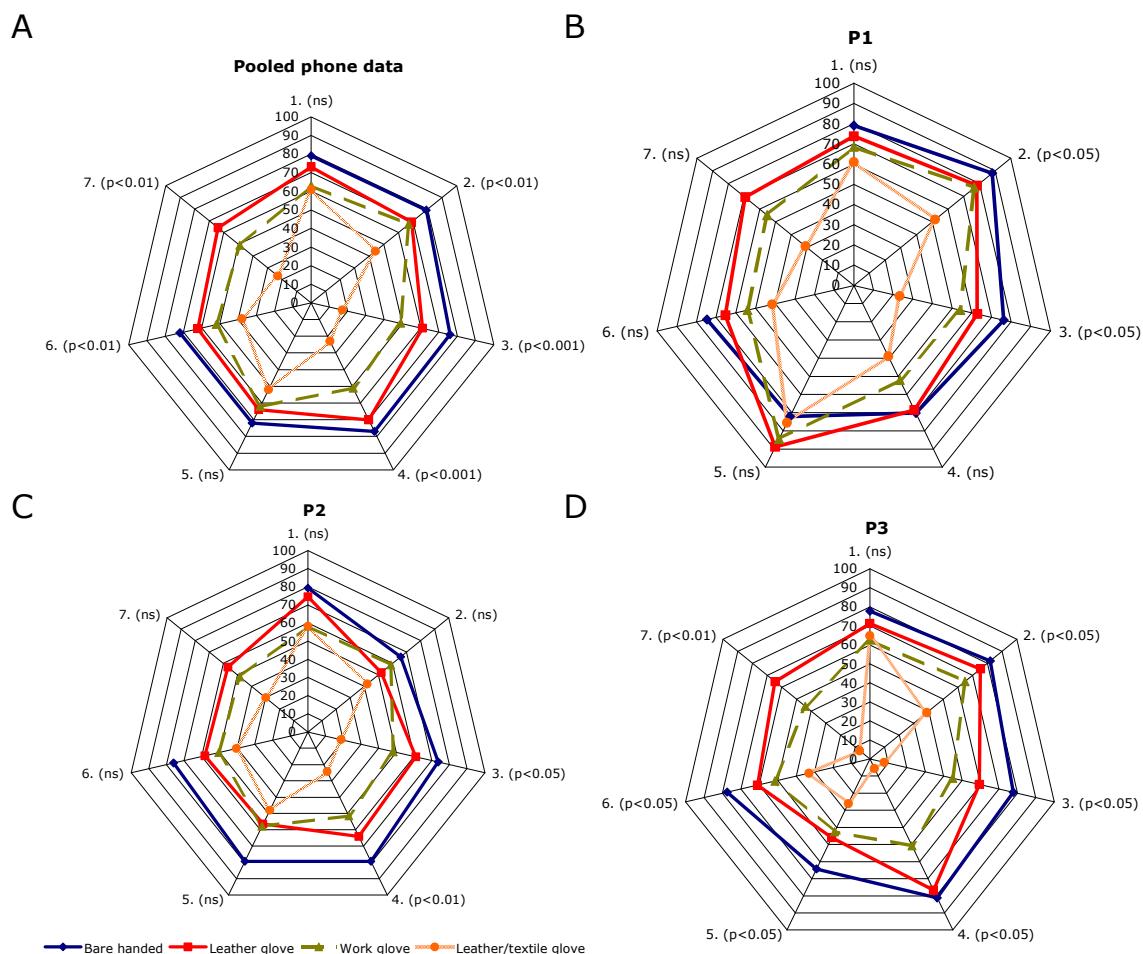 A
Pooled phone data
1. (ns)
100
90
80
70
60
50
40
30
20
10
0
2. (p<0.01)
3. (p<0.001)
4. (p<0.001)
5. (ns)
6. (p<0.01)
7. (p<0.01)
B
P1
1. (ns)
100
90
80
70
60
50
40
30
20
10
0
2. (p<0.05)
3. (p<0.05)
4. (ns)
5. (ns)
6. (ns)
7. (ns)
C
P2
1. (ns)
100
90
80
70
60
50
40
30
20
10
0
2. (ns)
3. (p<0.05)
4. (p<0.01)
5. (ns)
6. (ns)
7. (ns)
D
P3
1. (ns)
100
90
80
70
60
50
40
30
20
10
0
2. (p<0.05)
3. (p<0.05)
4. (p<0.05)
5. (p<0.05)
6. (p<0.05)
7. (p<0.01)
Bare handed
Leather glove
Work glove
Leather/textile glove